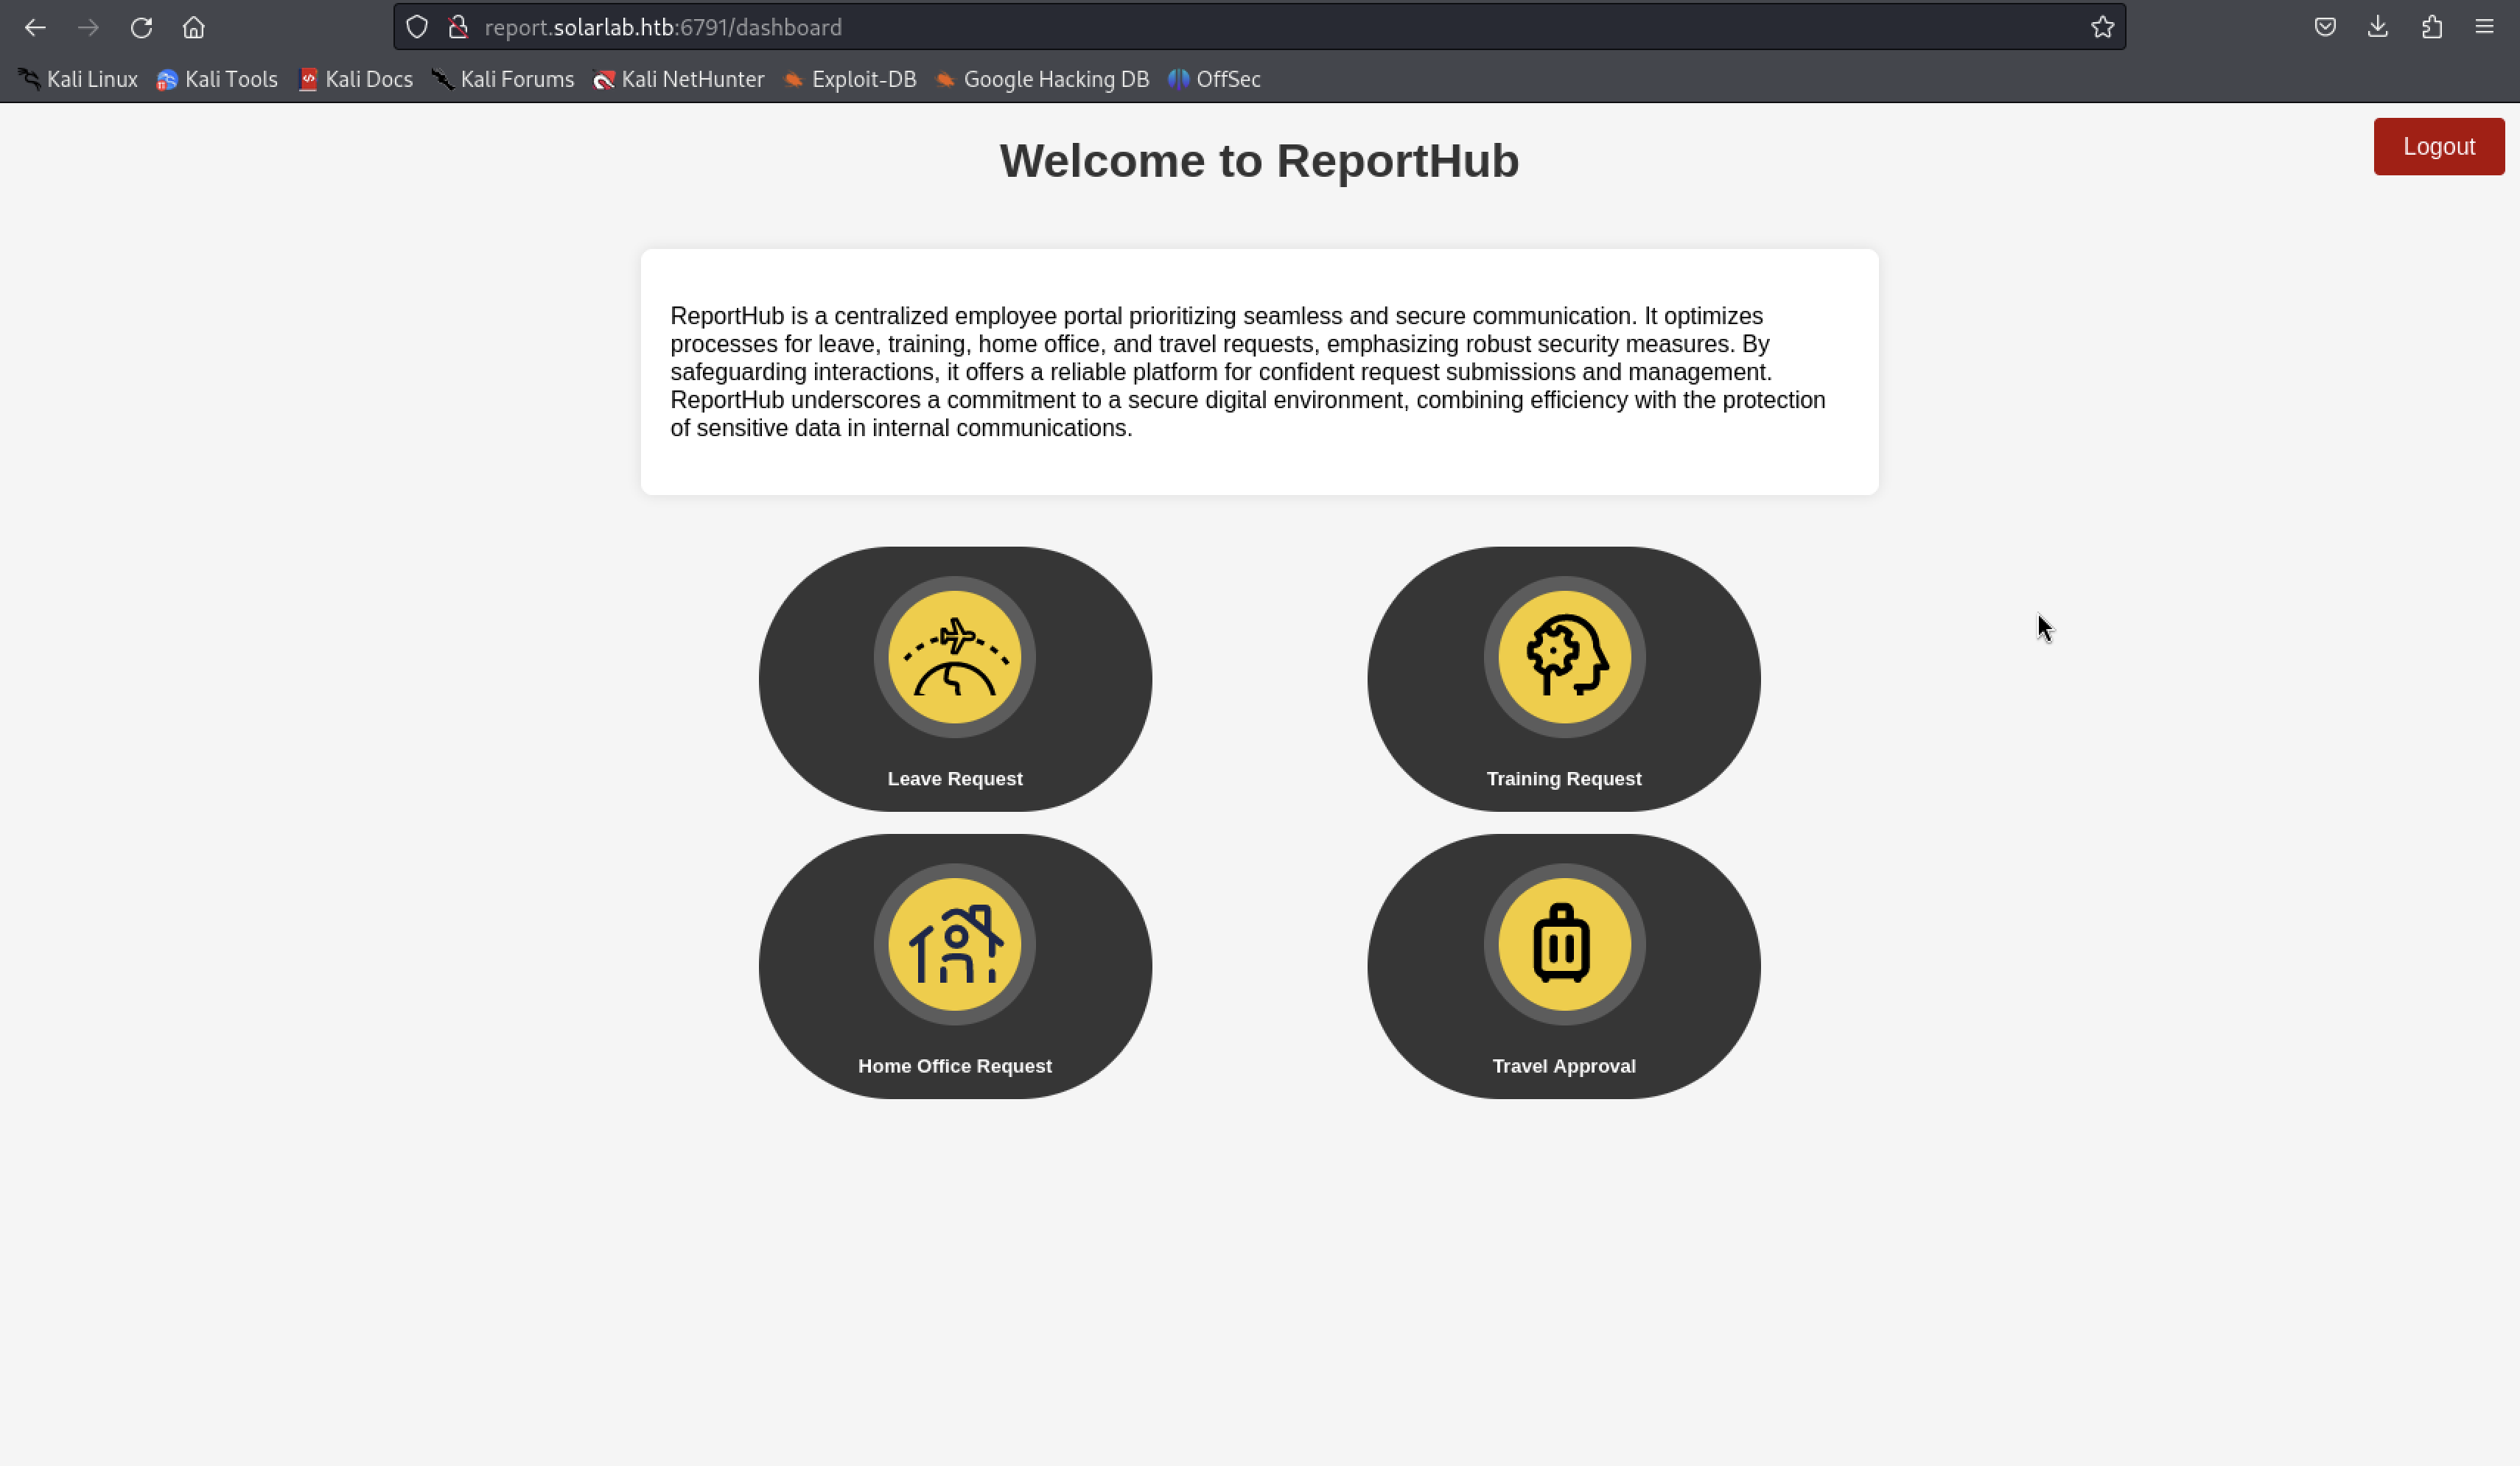 report.solarlab.htb:6791/dashboard
Kali Linux Kali Tools Kali Docs Kali Forums Kali NetHunter Exploit-DB Google Hacking DB OffSec
Logout
Welcome to ReportHub
ReportHub is a centralized employee portal prioritizing seamless and secure communication. It optimizes
processes for leave, training, home office, and travel requests, emphasizing robust security measures. By
safeguarding interactions, it offers a reliable platform for confident request submissions and management.
ReportHub underscores a commitment to a secure digital environment, combining efficiency with the protection
of sensitive data in internal communications.
Leave Request
Training Request
Home Office Request
Travel Approval